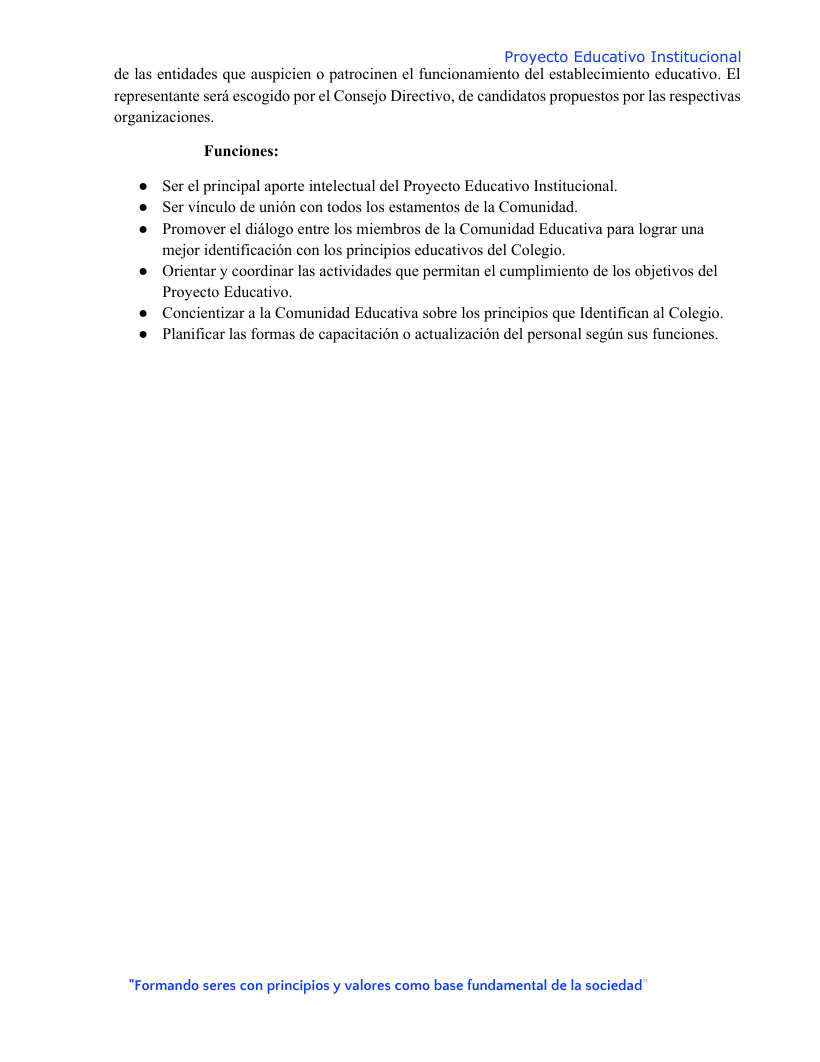 Proyecto Educativo Institucional
de las entidades que auspicien o patrocinen el funcionamiento del establecimiento educativo. El
representante será escogido por el Consejo Directivo, de candidatos propuestos por las respectivas
organizaciones.
Funciones:
● Ser el principal aporte intelectual del Proyecto Educativo Institucional.
● Ser vínculo de unión con todos los estamentos de la Comunidad.
● Promover el diálogo entre los miembros de la Comunidad Educativa para lograr una
mejor identificación con los principios educativos del Colegio.
● Orientar y coordinar las actividades que permitan el cumplimiento de los objetivos del
Proyecto Educativo.
● Concientizar a la Comunidad Educativa sobre los principios que Identifican al Colegio.
● Planificar las formas de capacitación o actualización del personal según sus funciones.
"Formando seres con principios y valores como base fundamental de la sociedad"